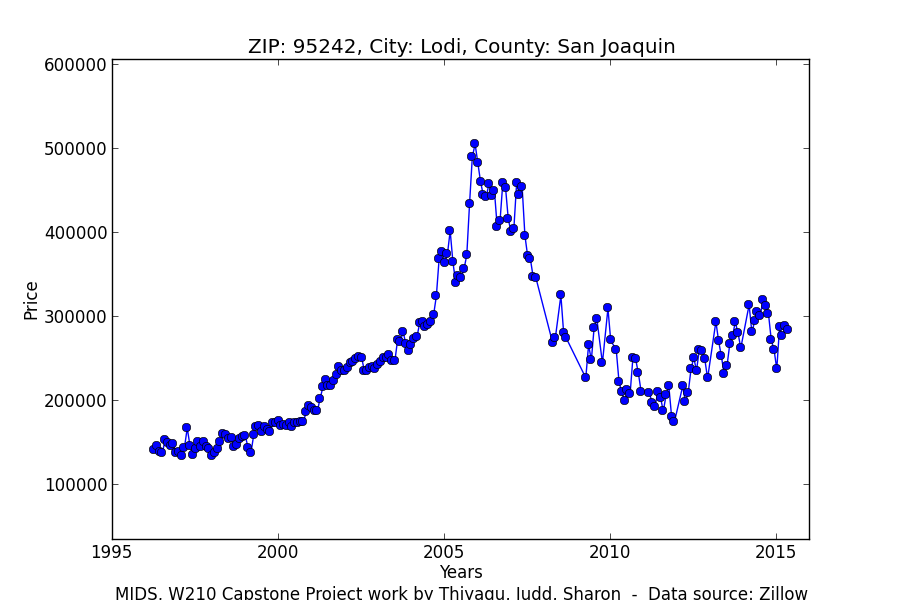 ZIP: 95242, City: Lodi, County: San Joaquin
600000
500000
400000
300000
200000
100000
Price
1995 2000 2005 2010 2015
Years
MIDS, W210 Capstone Project work by Thiyagu, Judd, Sharon - Data source: Zillow